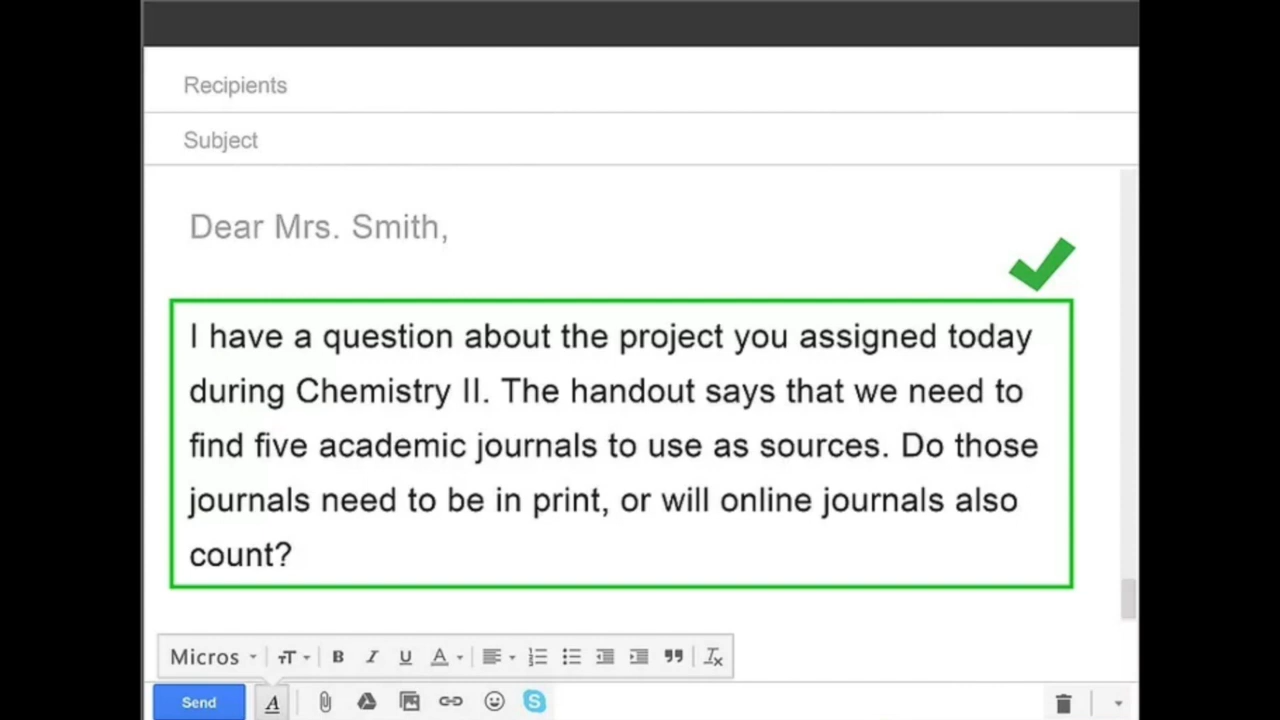 Recipients
Subject
Dear Mrs. Smith,
I have a question about the project you assigned today
during Chemistry II. The handout says that we need to
find five academic journals to use as sources. Do those
journals need to be in print, or will online journals also
count?
Micros
Send